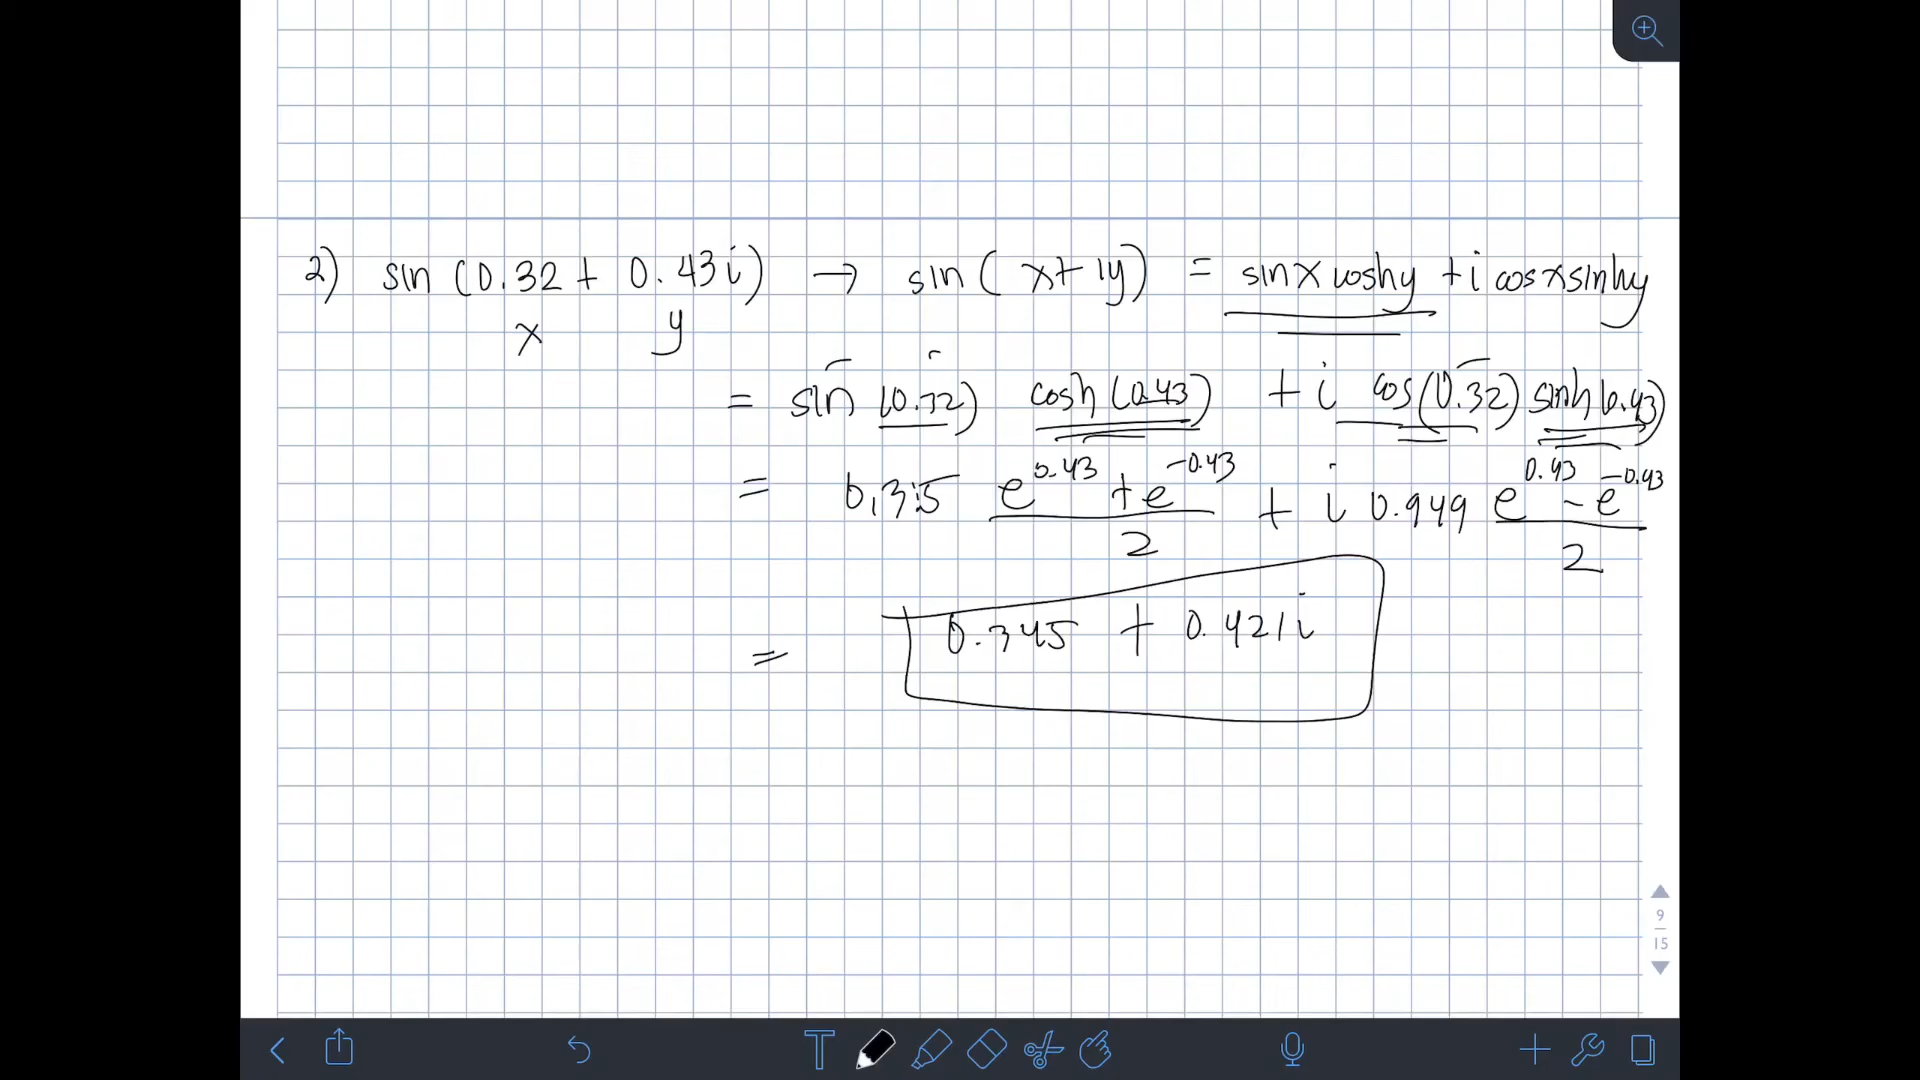 2) sin (0.32 + 0.43i) → sin ( x + iy) = sinx coshy + i cosxsinhy
x y
= sin (0.32) cosh (0.43) + i cos(0.32) sinh(0.43)
= 0.315 e^0.43 + e^-0.43 / 2 + i 0.949 e^0.43 - e^-0.43 / 2
= 0.345 + 0.421i
9
15
T